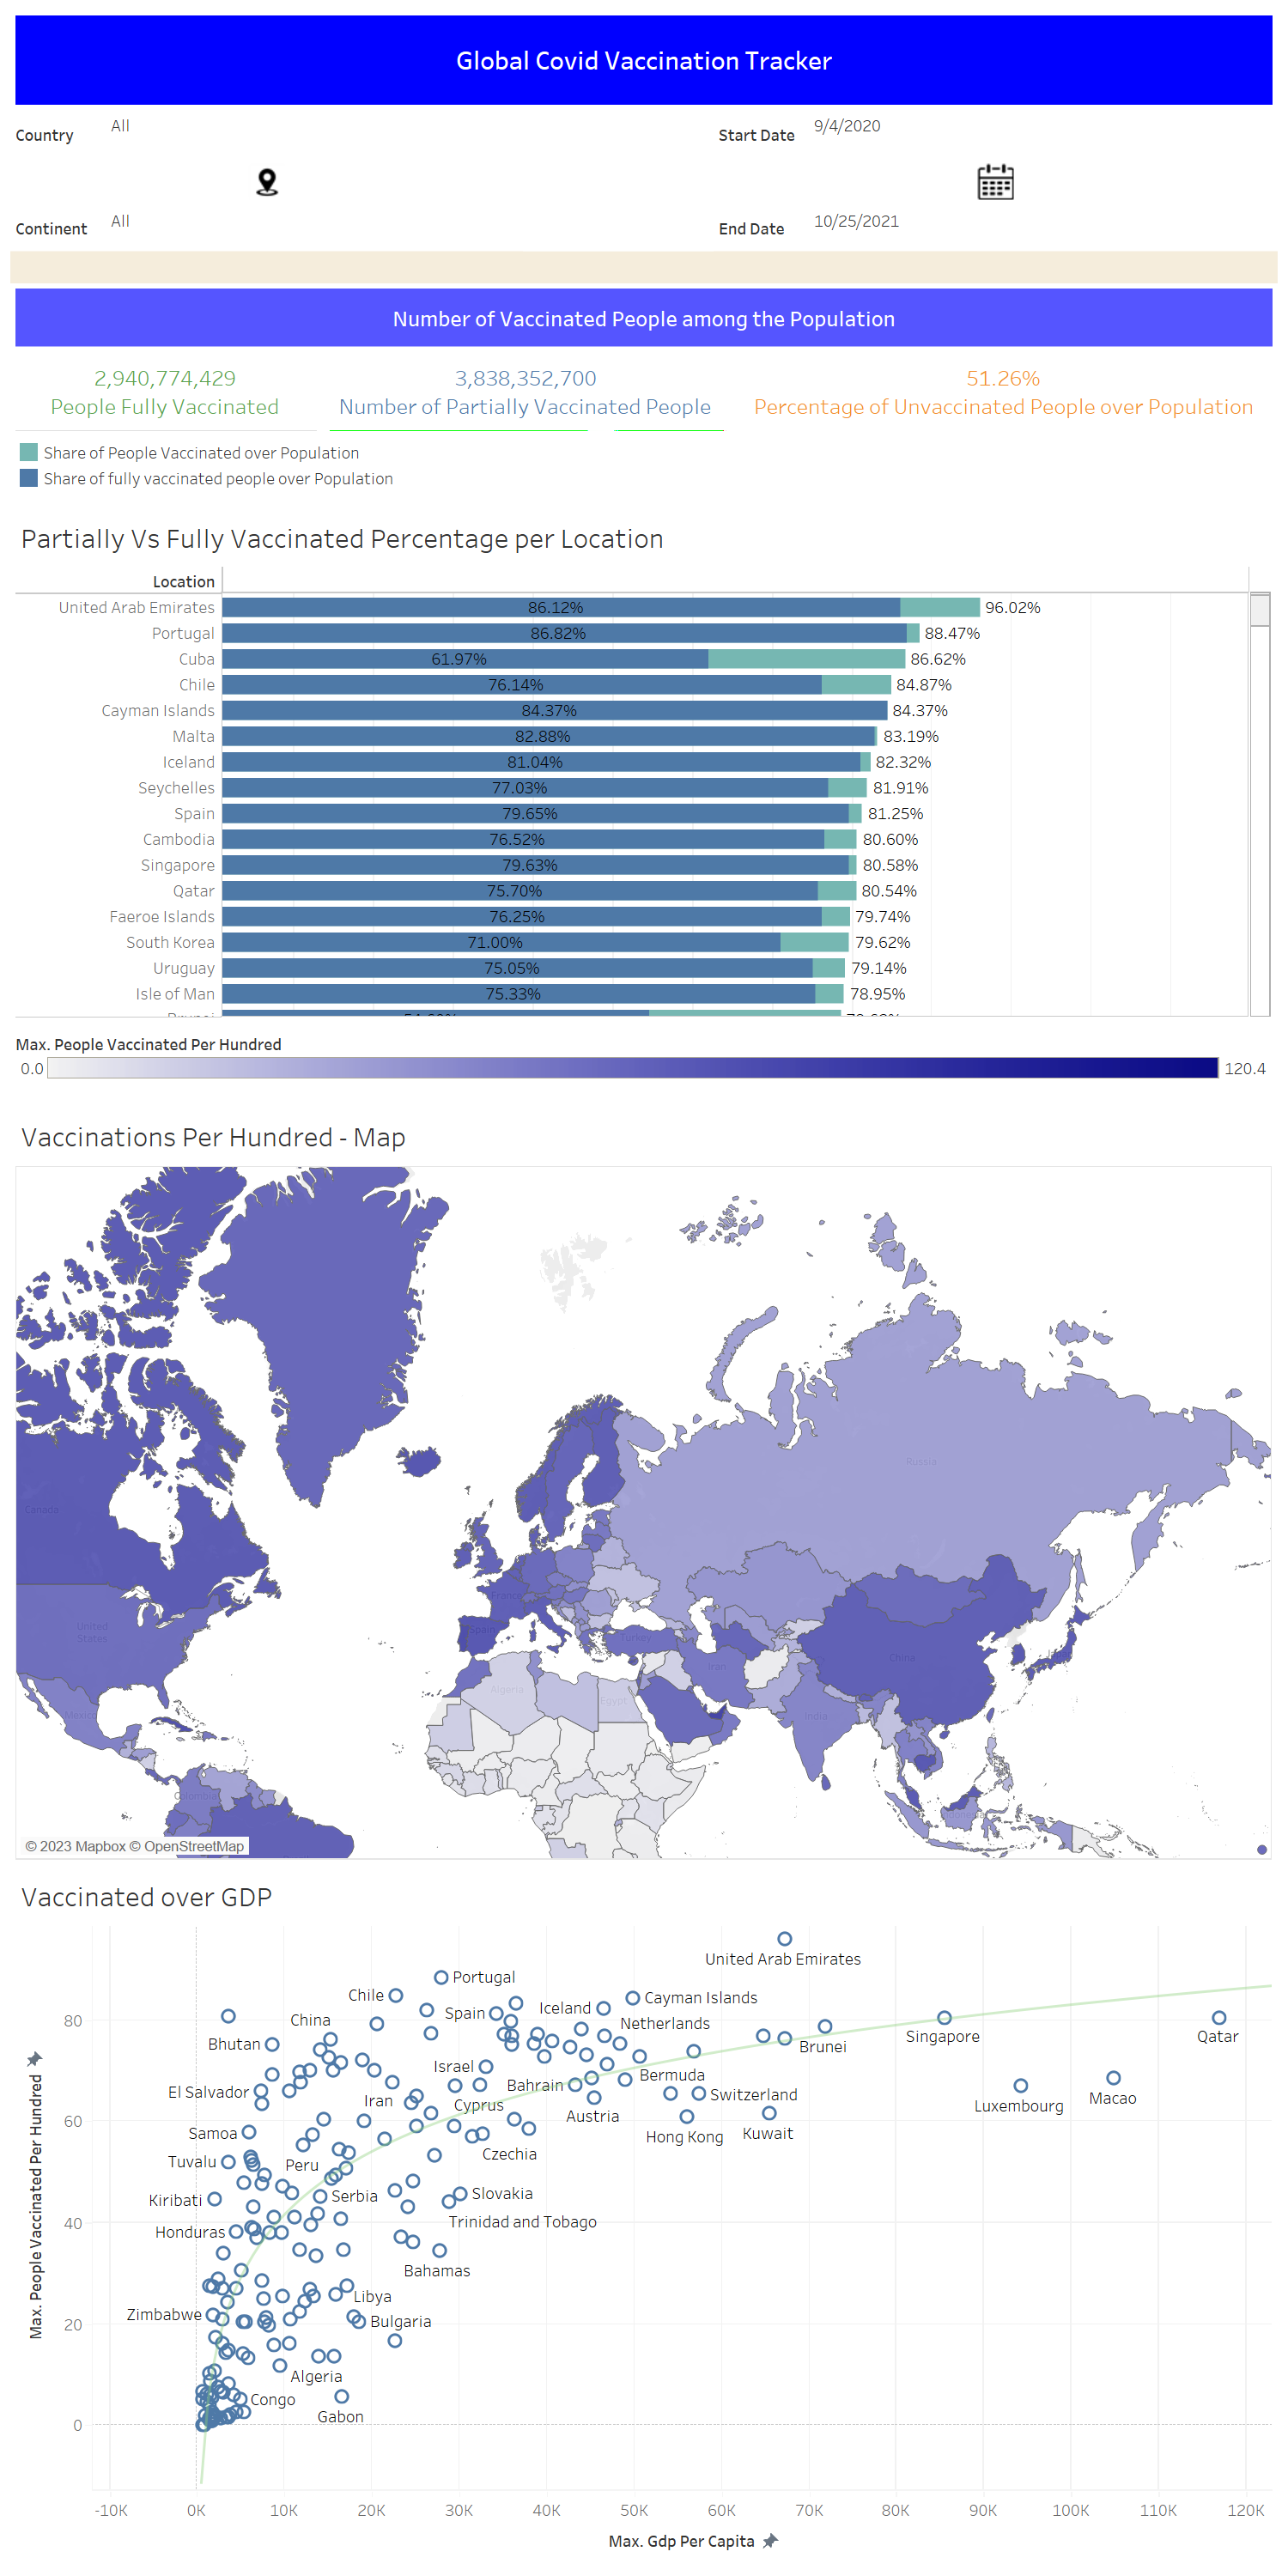 Global Covid Vaccination Tracker
Country
All
Start Date
9/4/2020
Continent
All
End Date
10/25/2021
Number of Vaccinated People among the Population
2,940,774,429
People Fully Vaccinated
3,838,352,700
Number of Partially Vaccinated People
51.26%
Percentage of Unvaccinated People over Population
Share of People Vaccinated over Population
Share of fully vaccinated people over Population
Partially Vs Fully Vaccinated Percentage per Location
Location
United Arab Emirates 86.12% 96.02%
Portugal 86.82% 88.47%
Cuba 61.97% 86.62%
Chile 76.14% 84.87%
Cayman Islands 84.37% 84.37%
Malta 82.88% 83.19%
Iceland 81.04% 82.32%
Seychelles 77.03% 81.91%
Spain 79.65% 81.25%
Cambodia 76.52% 80.60%
Singapore 79.63% 80.58%
Qatar 75.70% 80.54%
Faeroe Islands 76.25% 79.74%
South Korea 71.00% 79.62%
Uruguay 75.05% 79.14%
Isle of Man 75.33% 78.95%
Max. People Vaccinated Per Hundred
0.0
120.4
Vaccinations Per Hundred - Map
Russia
Canada
France
United
States
Spain
Turkey
China
Iran
Algeria
Egypt
Mexico
India
Colombia
© 2023 Mapbox © OpenStreetMap
Vaccinated over GDP
United Arab Emirates
Portugal
Chile
Cayman Islands
Iceland
Spain
China
Netherlands
Singapore
Qatar
Bhutan
Brunei
Israel
Bermuda
Bahrain
El Salvador
Switzerland
Iran
Cyprus
Luxembourg
Macao
Austria
Samoa
Hong Kong
Kuwait
Czechia
Tuvalu
Peru
Kiribati
Serbia
Slovakia
Trinidad and Tobago
Honduras
Bahamas
Libya
Zimbabwe
Bulgaria
Algeria
Congo
Gabon
80
60
40
20
0
Max. People Vaccinated Per Hundred
-10K 0K 10K 20K 30K 40K 50K 60K 70K 80K 90K 100K 110K 120K
Max. Gdp Per Capita